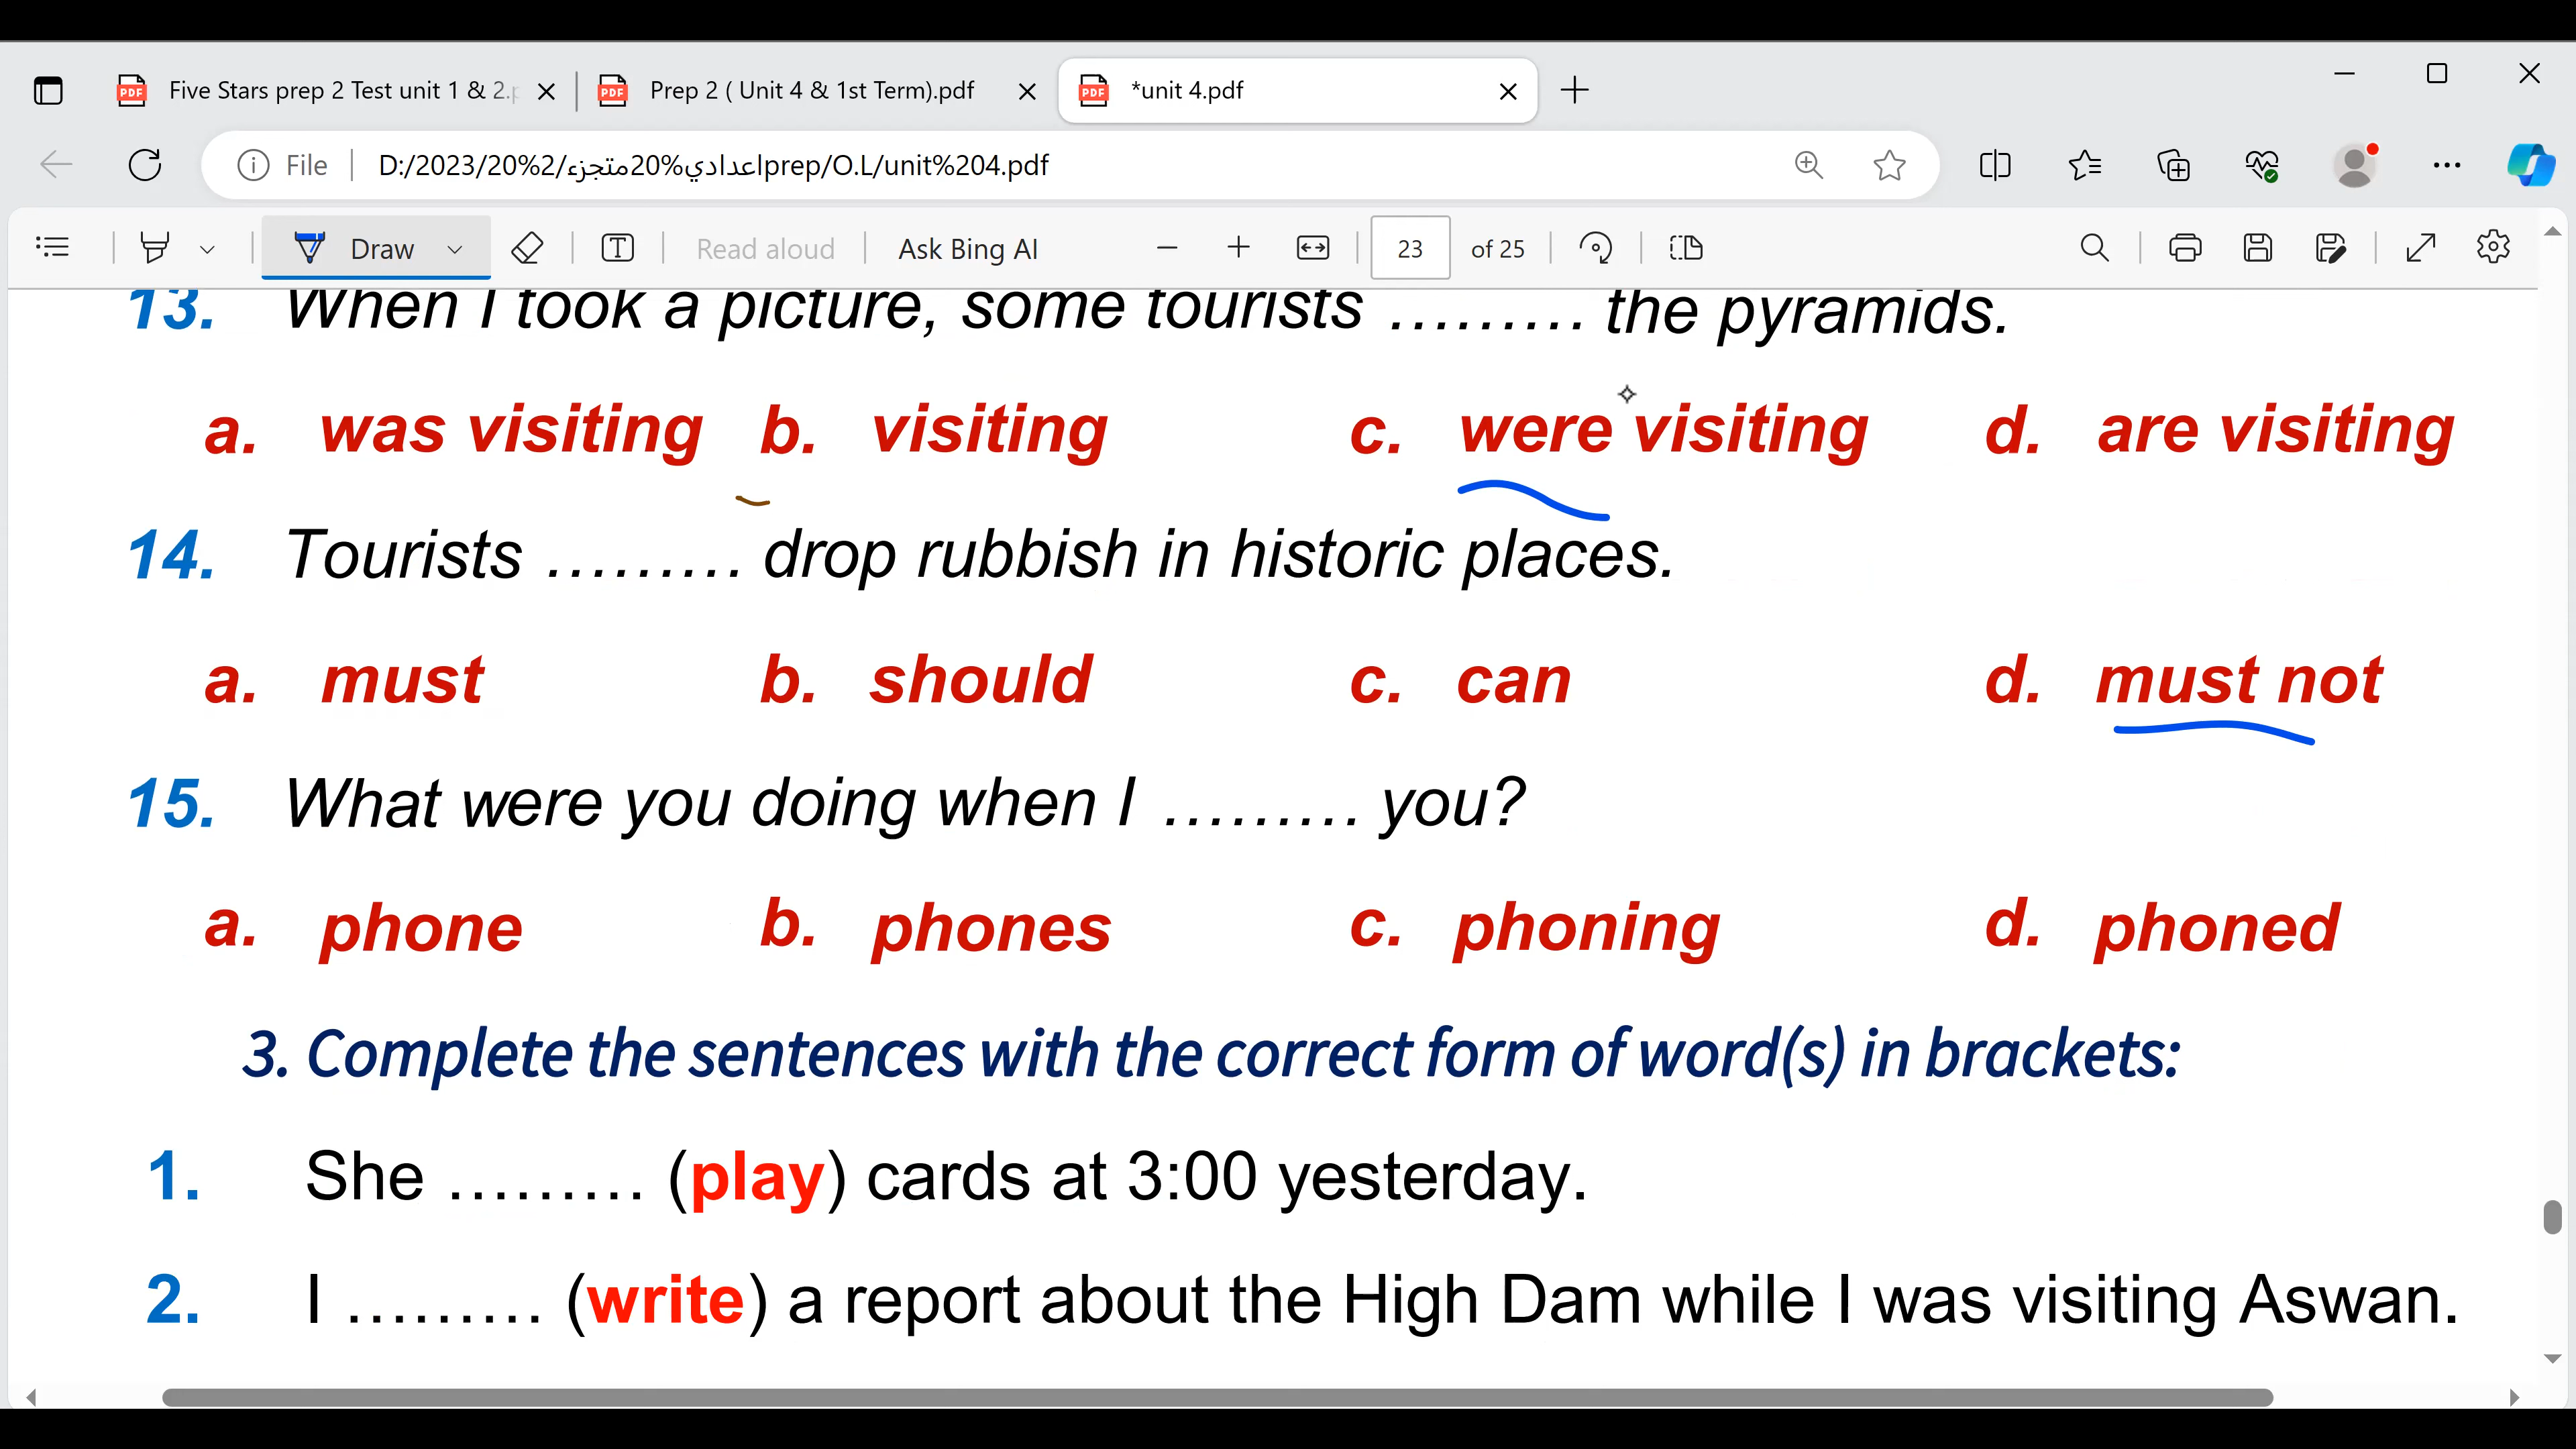 Five Stars prep 2 Test unit 1 & 2.p
Prep 2 ( Unit 4 & 1st Term).pdf
*unit 4.pdf
File D:/2023/20%2/اعدادي%20متجزء/prep/O.L/unit%204.pdf
Draw Read aloud Ask Bing AI 23 of 25
13. When I took a picture, some tourists ……… the pyramids.
a. was visiting b. visiting c. were visiting d. are visiting
14. Tourists ……… drop rubbish in historic places.
a. must b. should c. can d. must not
15. What were you doing when I ……… you?
a. phone b. phones c. phoning d. phoned
3. Complete the sentences with the correct form of word(s) in brackets:
1. She ……… (play) cards at 3:00 yesterday.
2. I ……… (write) a report about the High Dam while I was visiting Aswan.